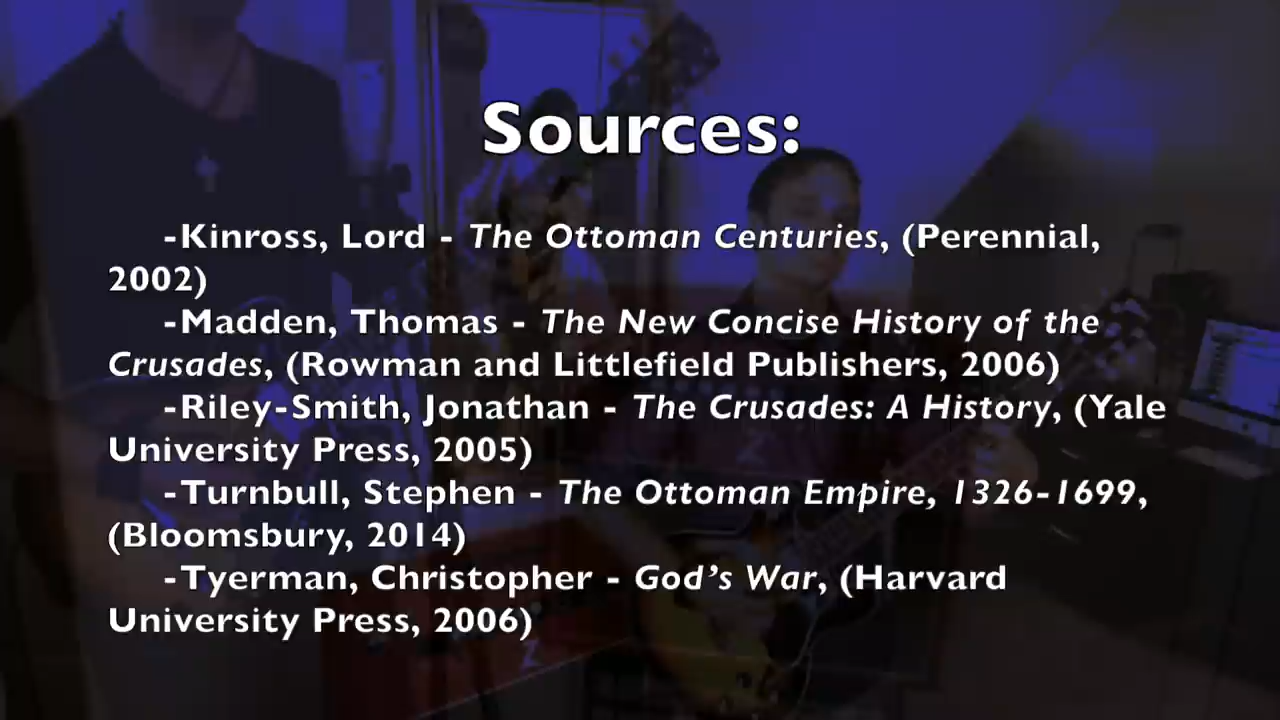 Sources:
-Kinross, Lord - The Ottoman Centuries, (Perennial,
2002)
-Madden, Thomas - The New Concise History of the
Crusades, (Rowman and Littlefield Publishers, 2006)
-Riley-Smith, Jonathan - The Crusades: A History, (Yale
University Press, 2005)
-Turnbull, Stephen - The Ottoman Empire, 1326-1699,
(Bloomsbury, 2014)
-Tyerman, Christopher - God’s War, (Harvard
University Press, 2006)